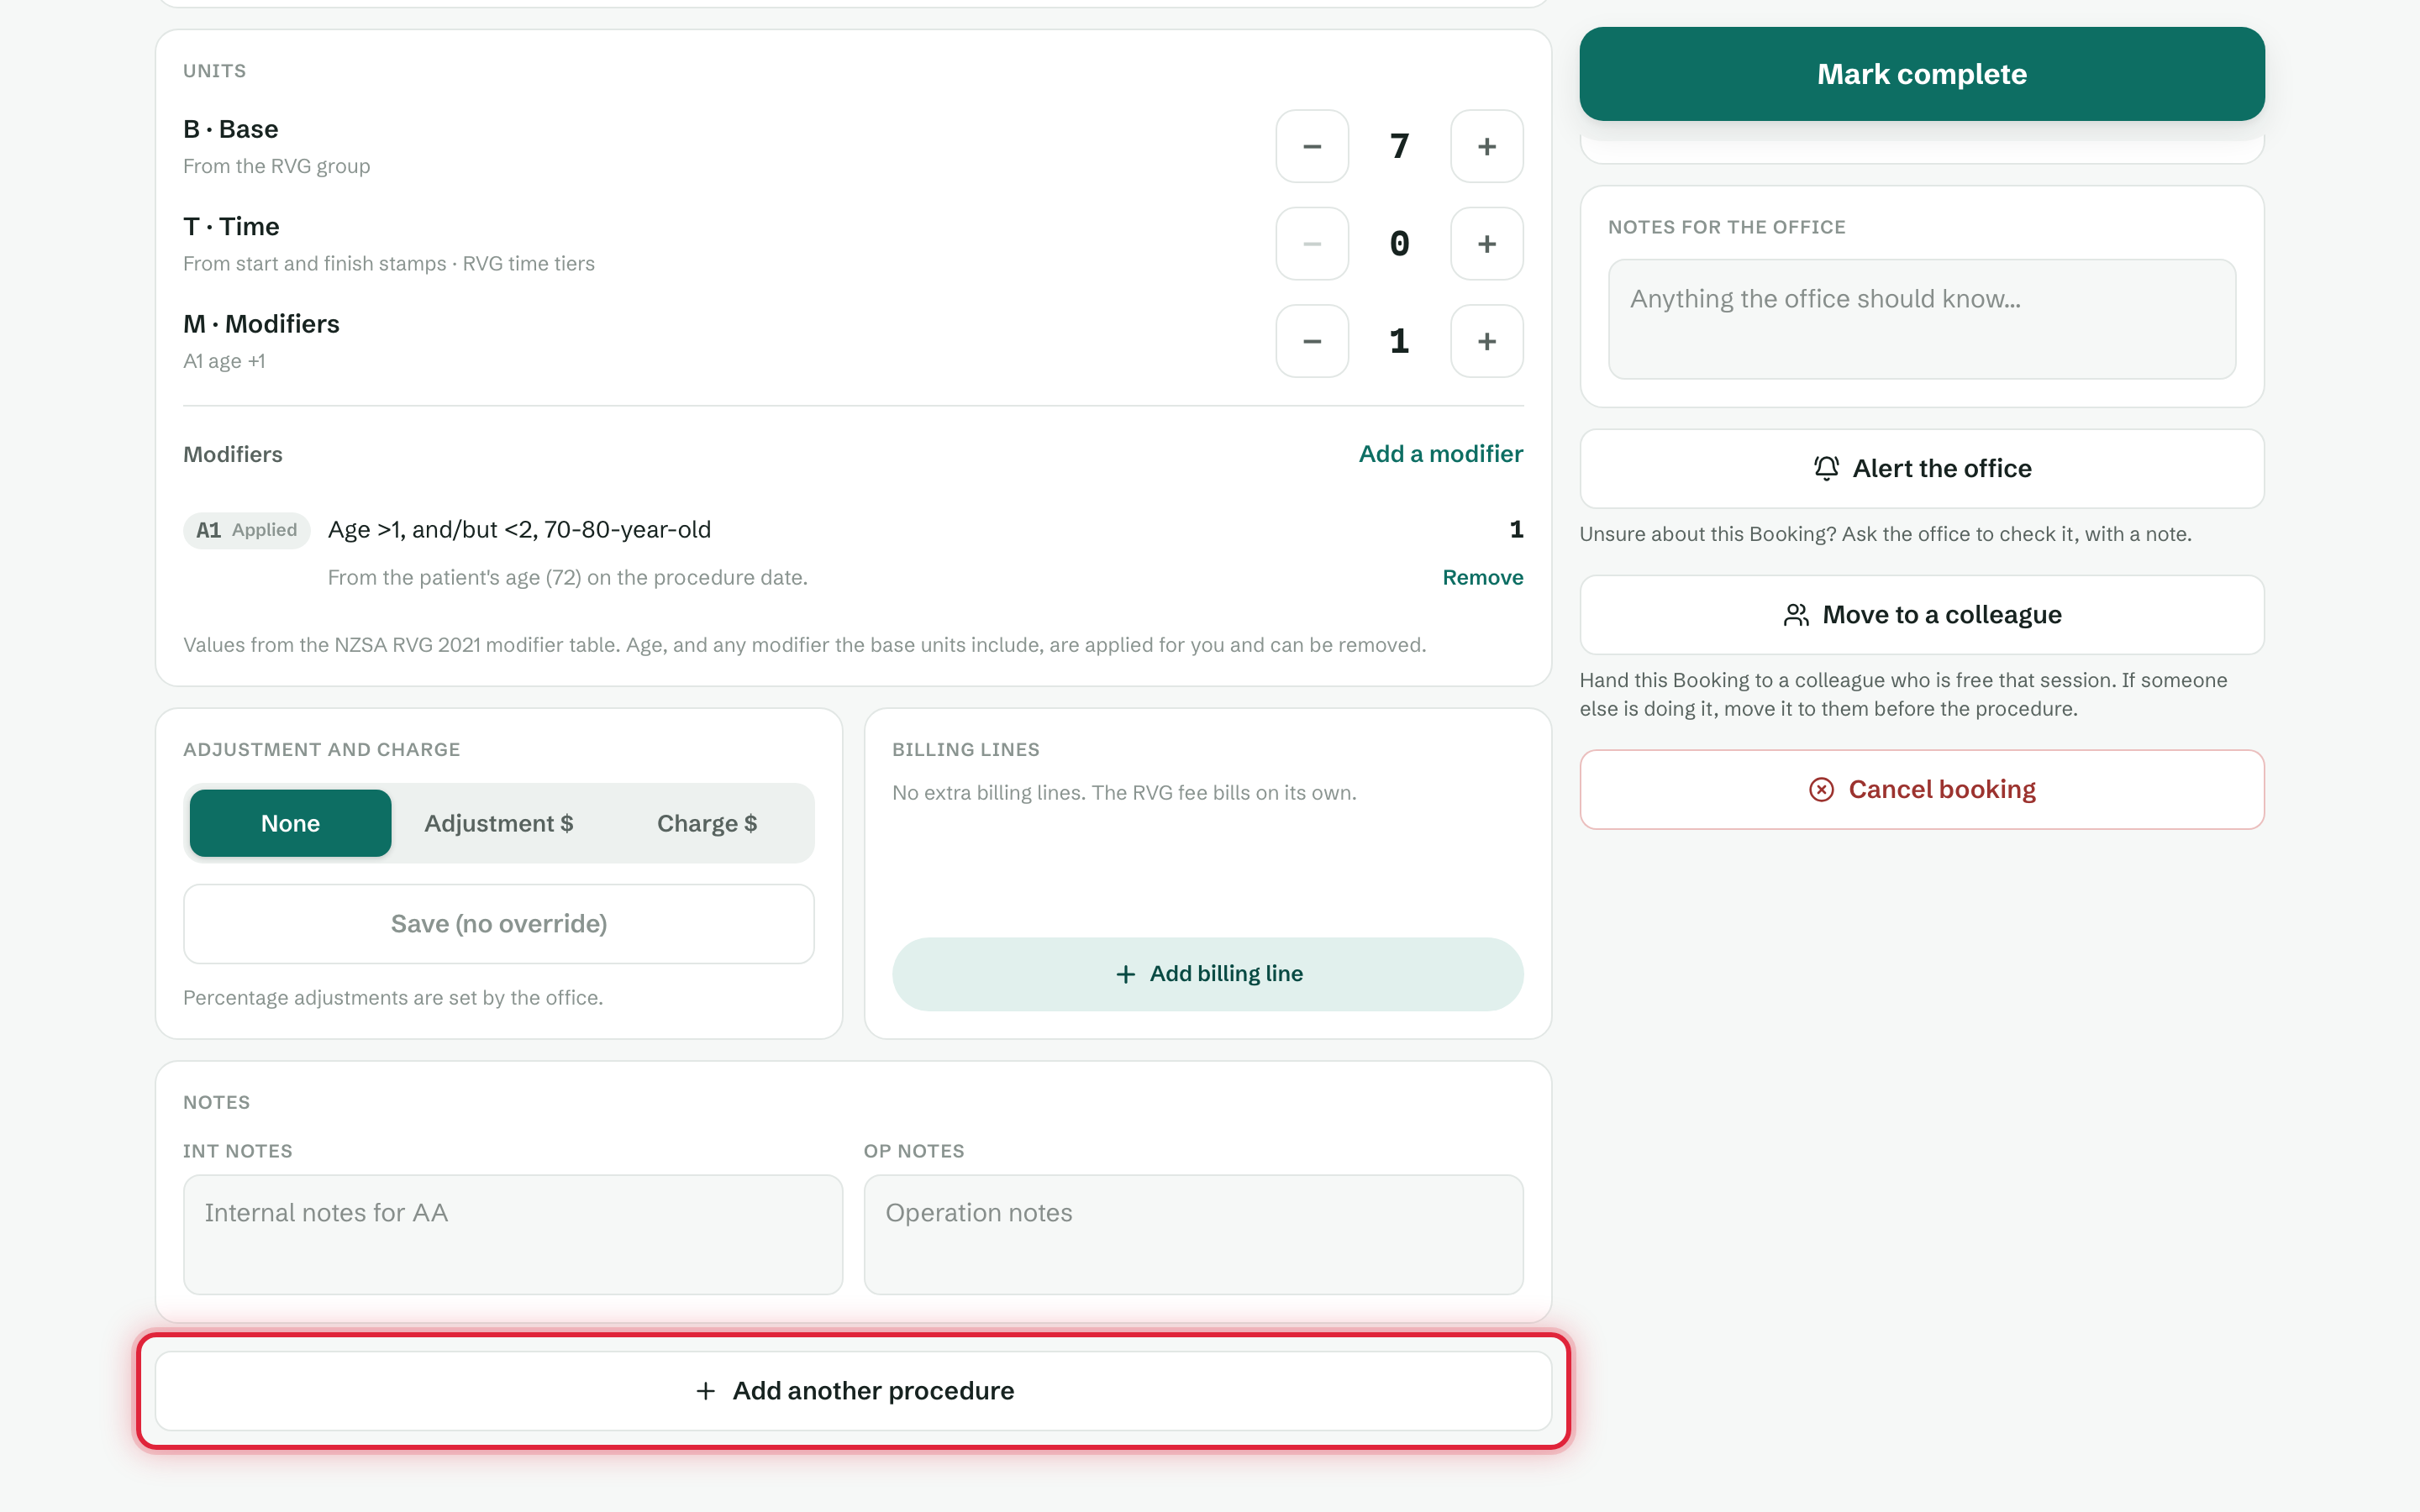 UNITS
B · Base
From the RVG group
− 7 +
T · Time
From start and finish stamps · RVG time tiers
− 0 +
M · Modifiers
A1 age +1
− 1 +
Modifiers
Add a modifier
A1 Applied
Age >1, and/but <2, 70-80-year-old
1
From the patient's age (72) on the procedure date.
Remove
Values from the NZSA RVG 2021 modifier table. Age, and any modifier the base units include, are applied for you and can be removed.
ADJUSTMENT AND CHARGE
None
Adjustment $
Charge $
Save (no override)
Percentage adjustments are set by the office.
BILLING LINES
No extra billing lines. The RVG fee bills on its own.
+ Add billing line
NOTES
INT NOTES
Internal notes for AA
OP NOTES
Operation notes
+ Add another procedure
Mark complete
NOTES FOR THE OFFICE
Anything the office should know...
Alert the office
Unsure about this Booking? Ask the office to check it, with a note.
Move to a colleague
Hand this Booking to a colleague who is free that session. If someone
else is doing it, move it to them before the procedure.
Cancel booking